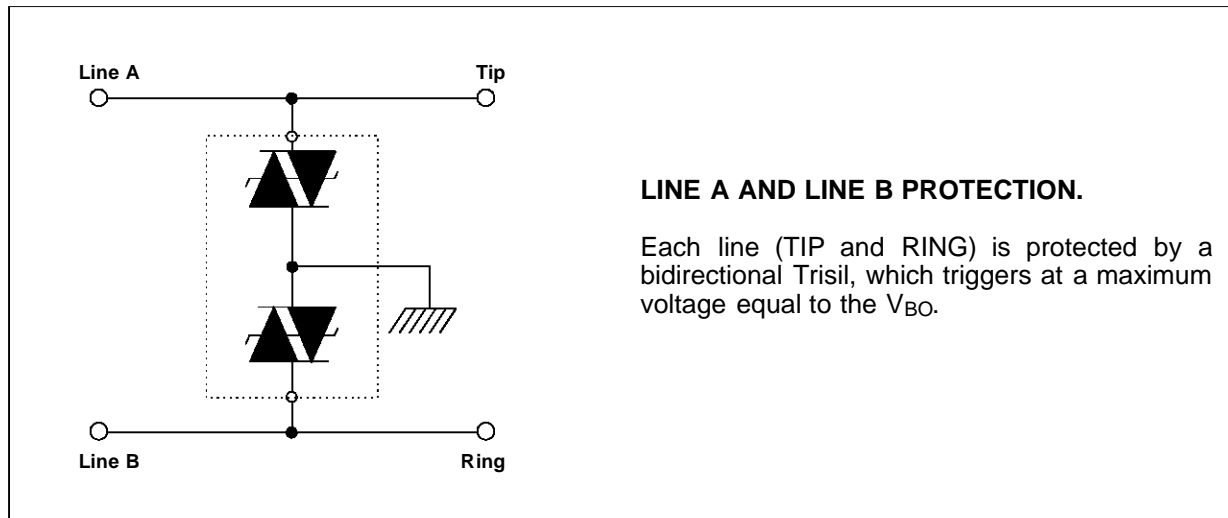 Line A
Tip
Line B
Ring
LINE A AND LINE B PROTECTION.
Each line (TIP and RING) is protected by a
bidirectional Trisil, which triggers at a maximum
voltage equal to the VBO.